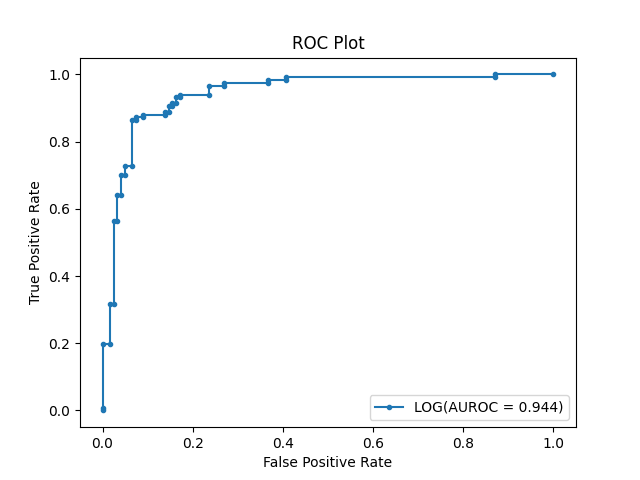 ROC Plot
True Positive Rate
1.0
0.8
0.6
0.4
0.2
0.0
LOG(AUROC = 0.944)
0.0 0.2 0.4 0.6 0.8 1.0
False Positive Rate